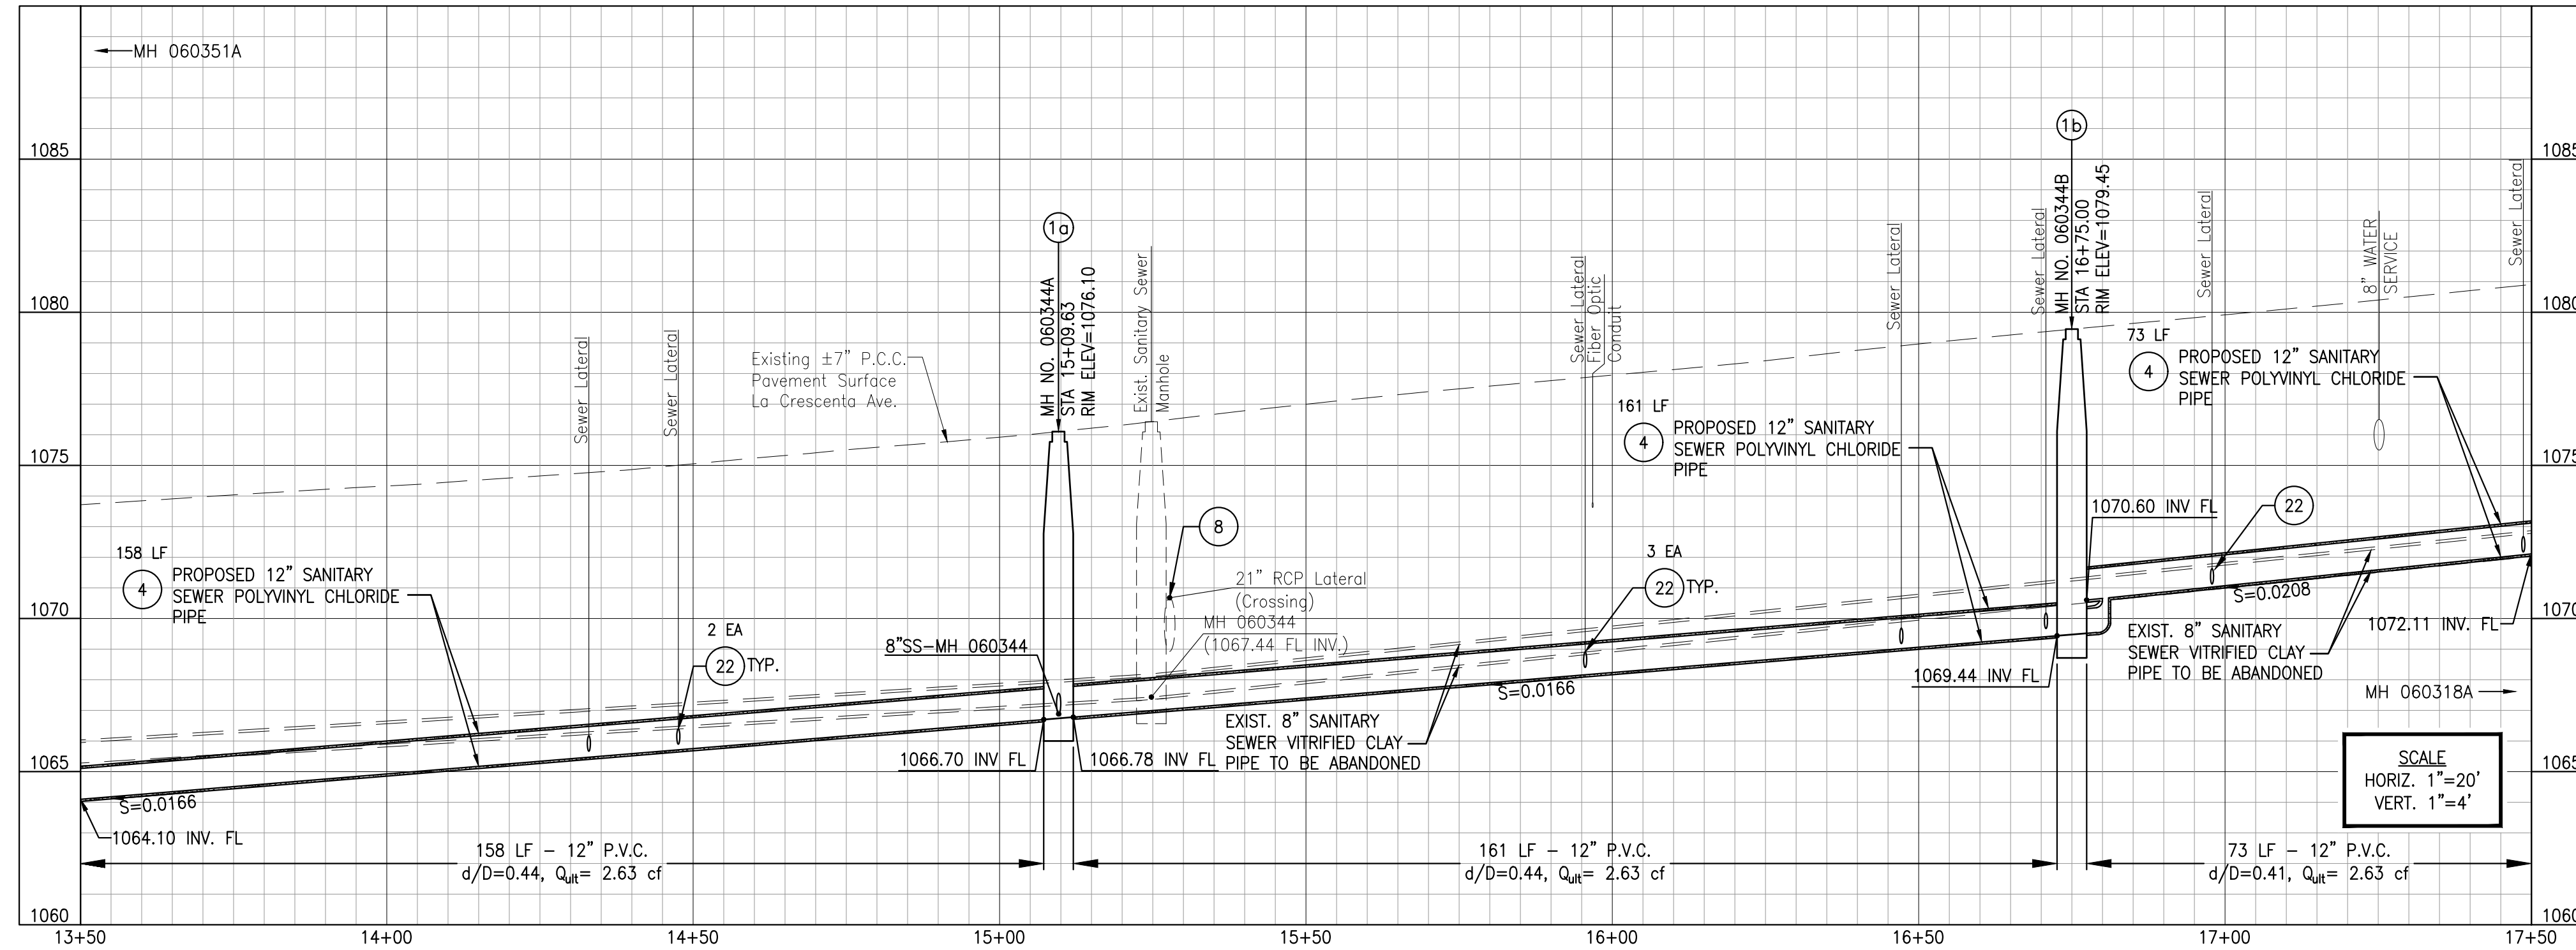 MH 060351A
1085
1080
1075
1070
1065
1060
1085
1080
1075
1070
1065
1060
13+50
14+00
14+50
15+00
15+50
16+00
16+50
17+00
17+50
158 LF
4
PROPOSED 12" SANITARY
SEWER POLYVINYL CHLORIDE
PIPE
S=0.0166
1064.10 INV. FL
Sewer Lateral
Sewer Lateral
2 EA
22
TYP.
Existing ±7" P.C.C.
Pavement Surface
La Crescenta Ave.
1a
MH NO. 060344A
STA 15+09.63
RIM ELEV=1076.10
8"SS-MH 060344
1066.70 INV FL
1066.78 INV FL
Exist. Sanitary Sewer
Manhole
8
21" RCP Lateral
(Crossing)
MH 060344
(1067.44 FL INV.)
EXIST. 8" SANITARY
SEWER VITRIFIED CLAY
PIPE TO BE ABANDONED
S=0.0166
Sewer Lateral
Fiber Optic
Conduit
3 EA
22
TYP.
161 LF
4
PROPOSED 12" SANITARY
SEWER POLYVINYL CHLORIDE
PIPE
Sewer Lateral
Sewer Lateral
1b
MH NO. 060344B
STA 16+75.00
RIM ELEV=1079.45
1069.44 INV FL
1070.60 INV FL
22
Sewer Lateral
8" WATER
SERVICE
Sewer Lateral
73 LF
4
PROPOSED 12" SANITARY
SEWER POLYVINYL CHLORIDE
PIPE
S=0.0208
1072.11 INV. FL
EXIST. 8" SANITARY
SEWER VITRIFIED CLAY
PIPE TO BE ABANDONED
MH 060318A
SCALE
HORIZ. 1"=20'
VERT. 1"=4'
158 LF - 12" P.V.C.
d/D=0.44, Qult= 2.63 cf
161 LF - 12" P.V.C.
d/D=0.44, Qult= 2.63 cf
73 LF - 12" P.V.C.
d/D=0.41, Qult= 2.63 cf